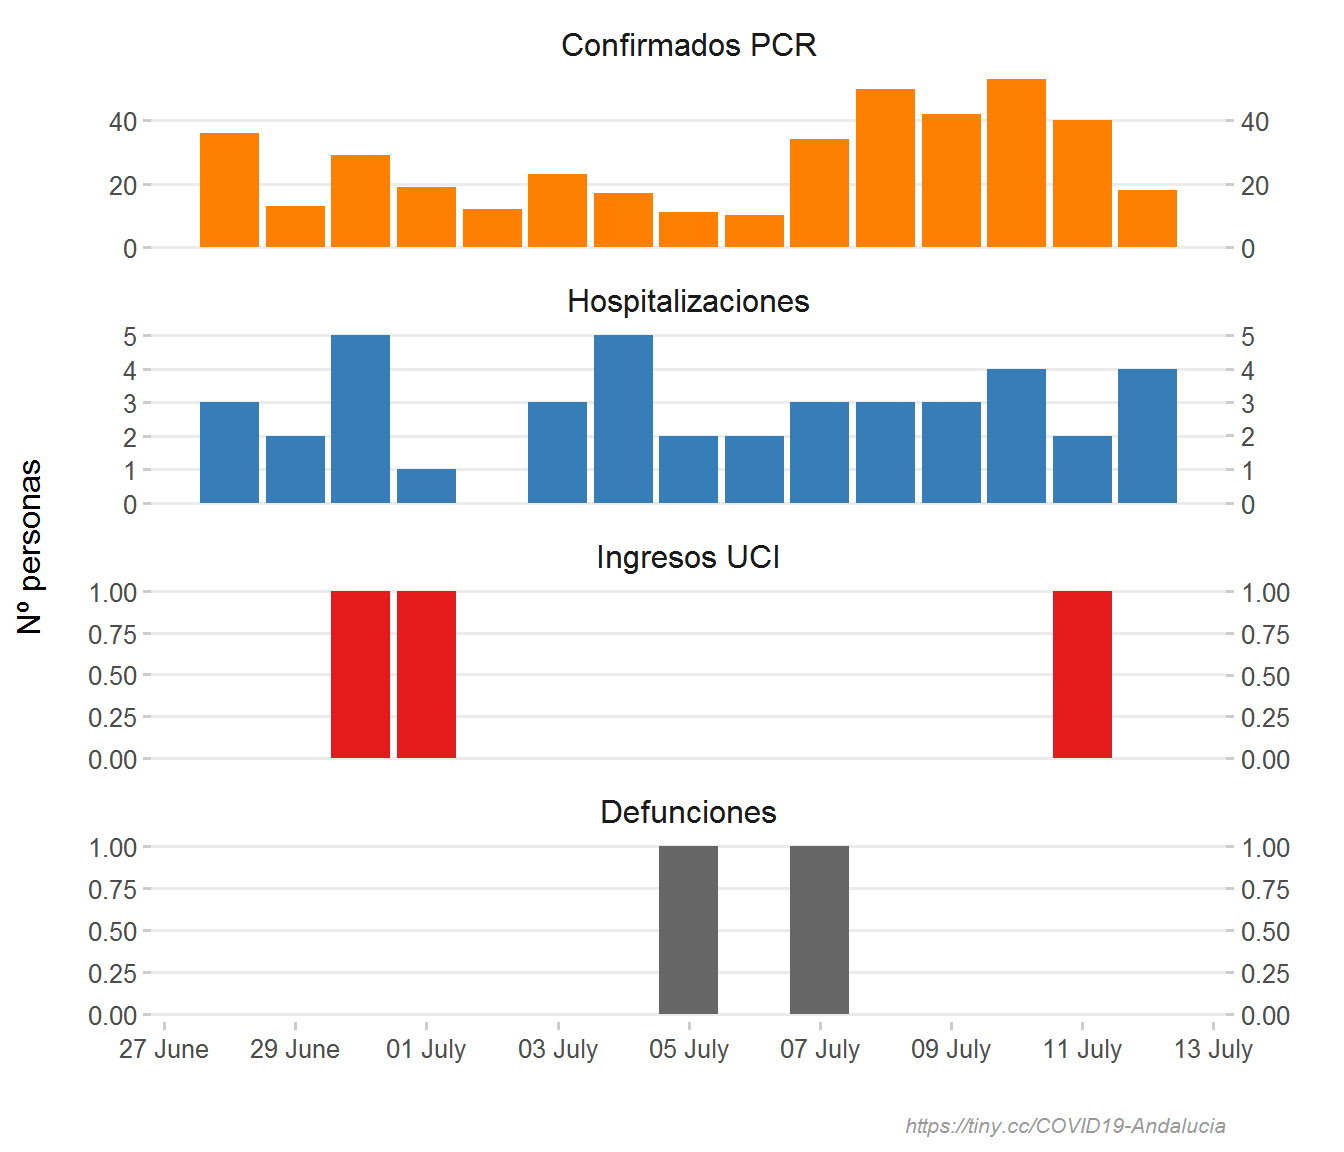 Confirmados PCR
40 40
20 20
0 0
Hospitalizaciones
5 5
4 4
3 3
2 2
1 1
0 0
Nº personas
Ingresos UCI
1.00 1.00
0.75 0.75
0.50 0.50
0.25 0.25
0.00 0.00
Defunciones
1.00 1.00
0.75 0.75
0.50 0.50
0.25 0.25
0.00 0.00
27 June 29 June 01 July 03 July 05 July 07 July 09 July 11 July 13 July
https://tiny.cc/COVID19-Andalucia